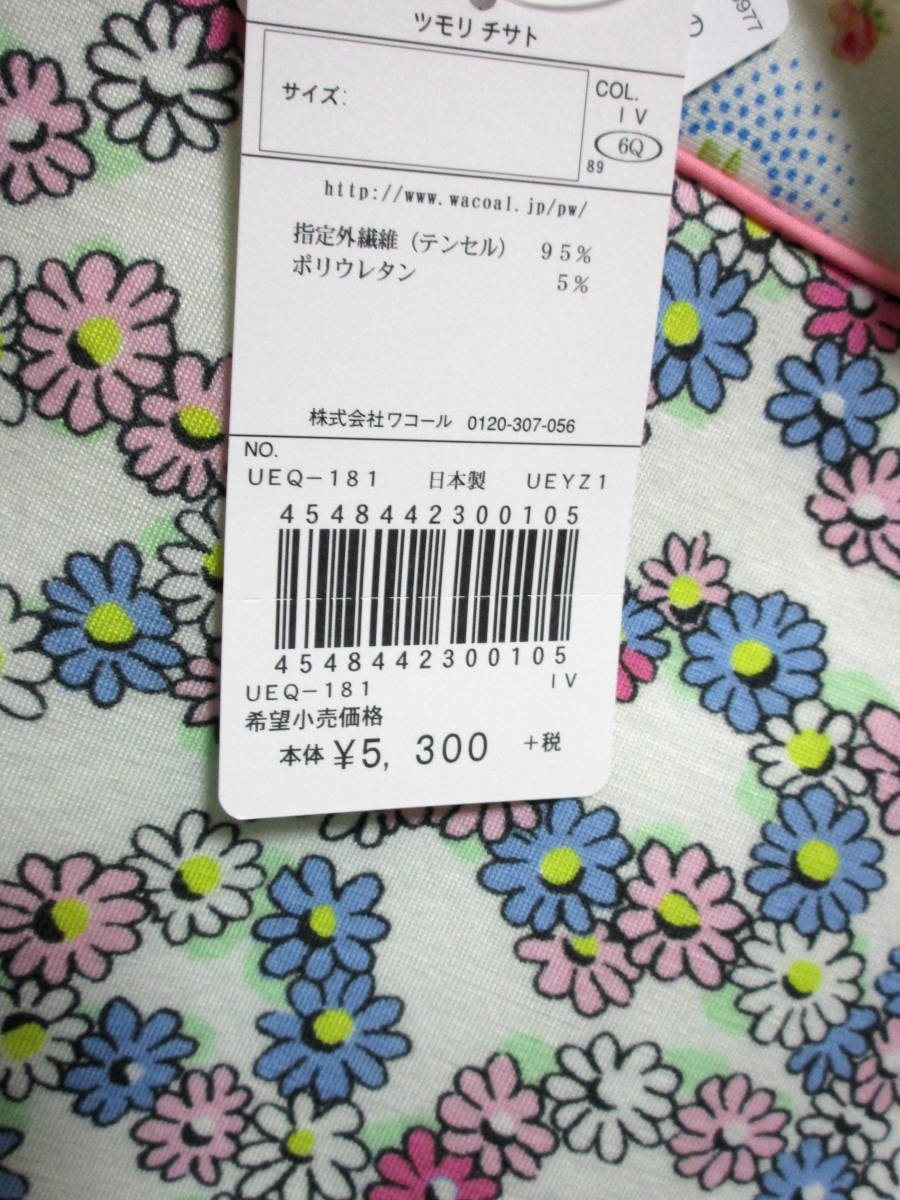 ツモリ チサト
サイズ:
COL.
IV
6Q
89
http://www.wacoal.jp/pw/
指定外繊維（テンセル） 95%
ポリウレタン 5%
株式会社ワコール 0120-307-056
NO.
UEQ-181 日本製 UEYZ1
4548442300105
4548442300105
UEQ-181 IV
希望小売価格
本体 ¥5,300 +税
977